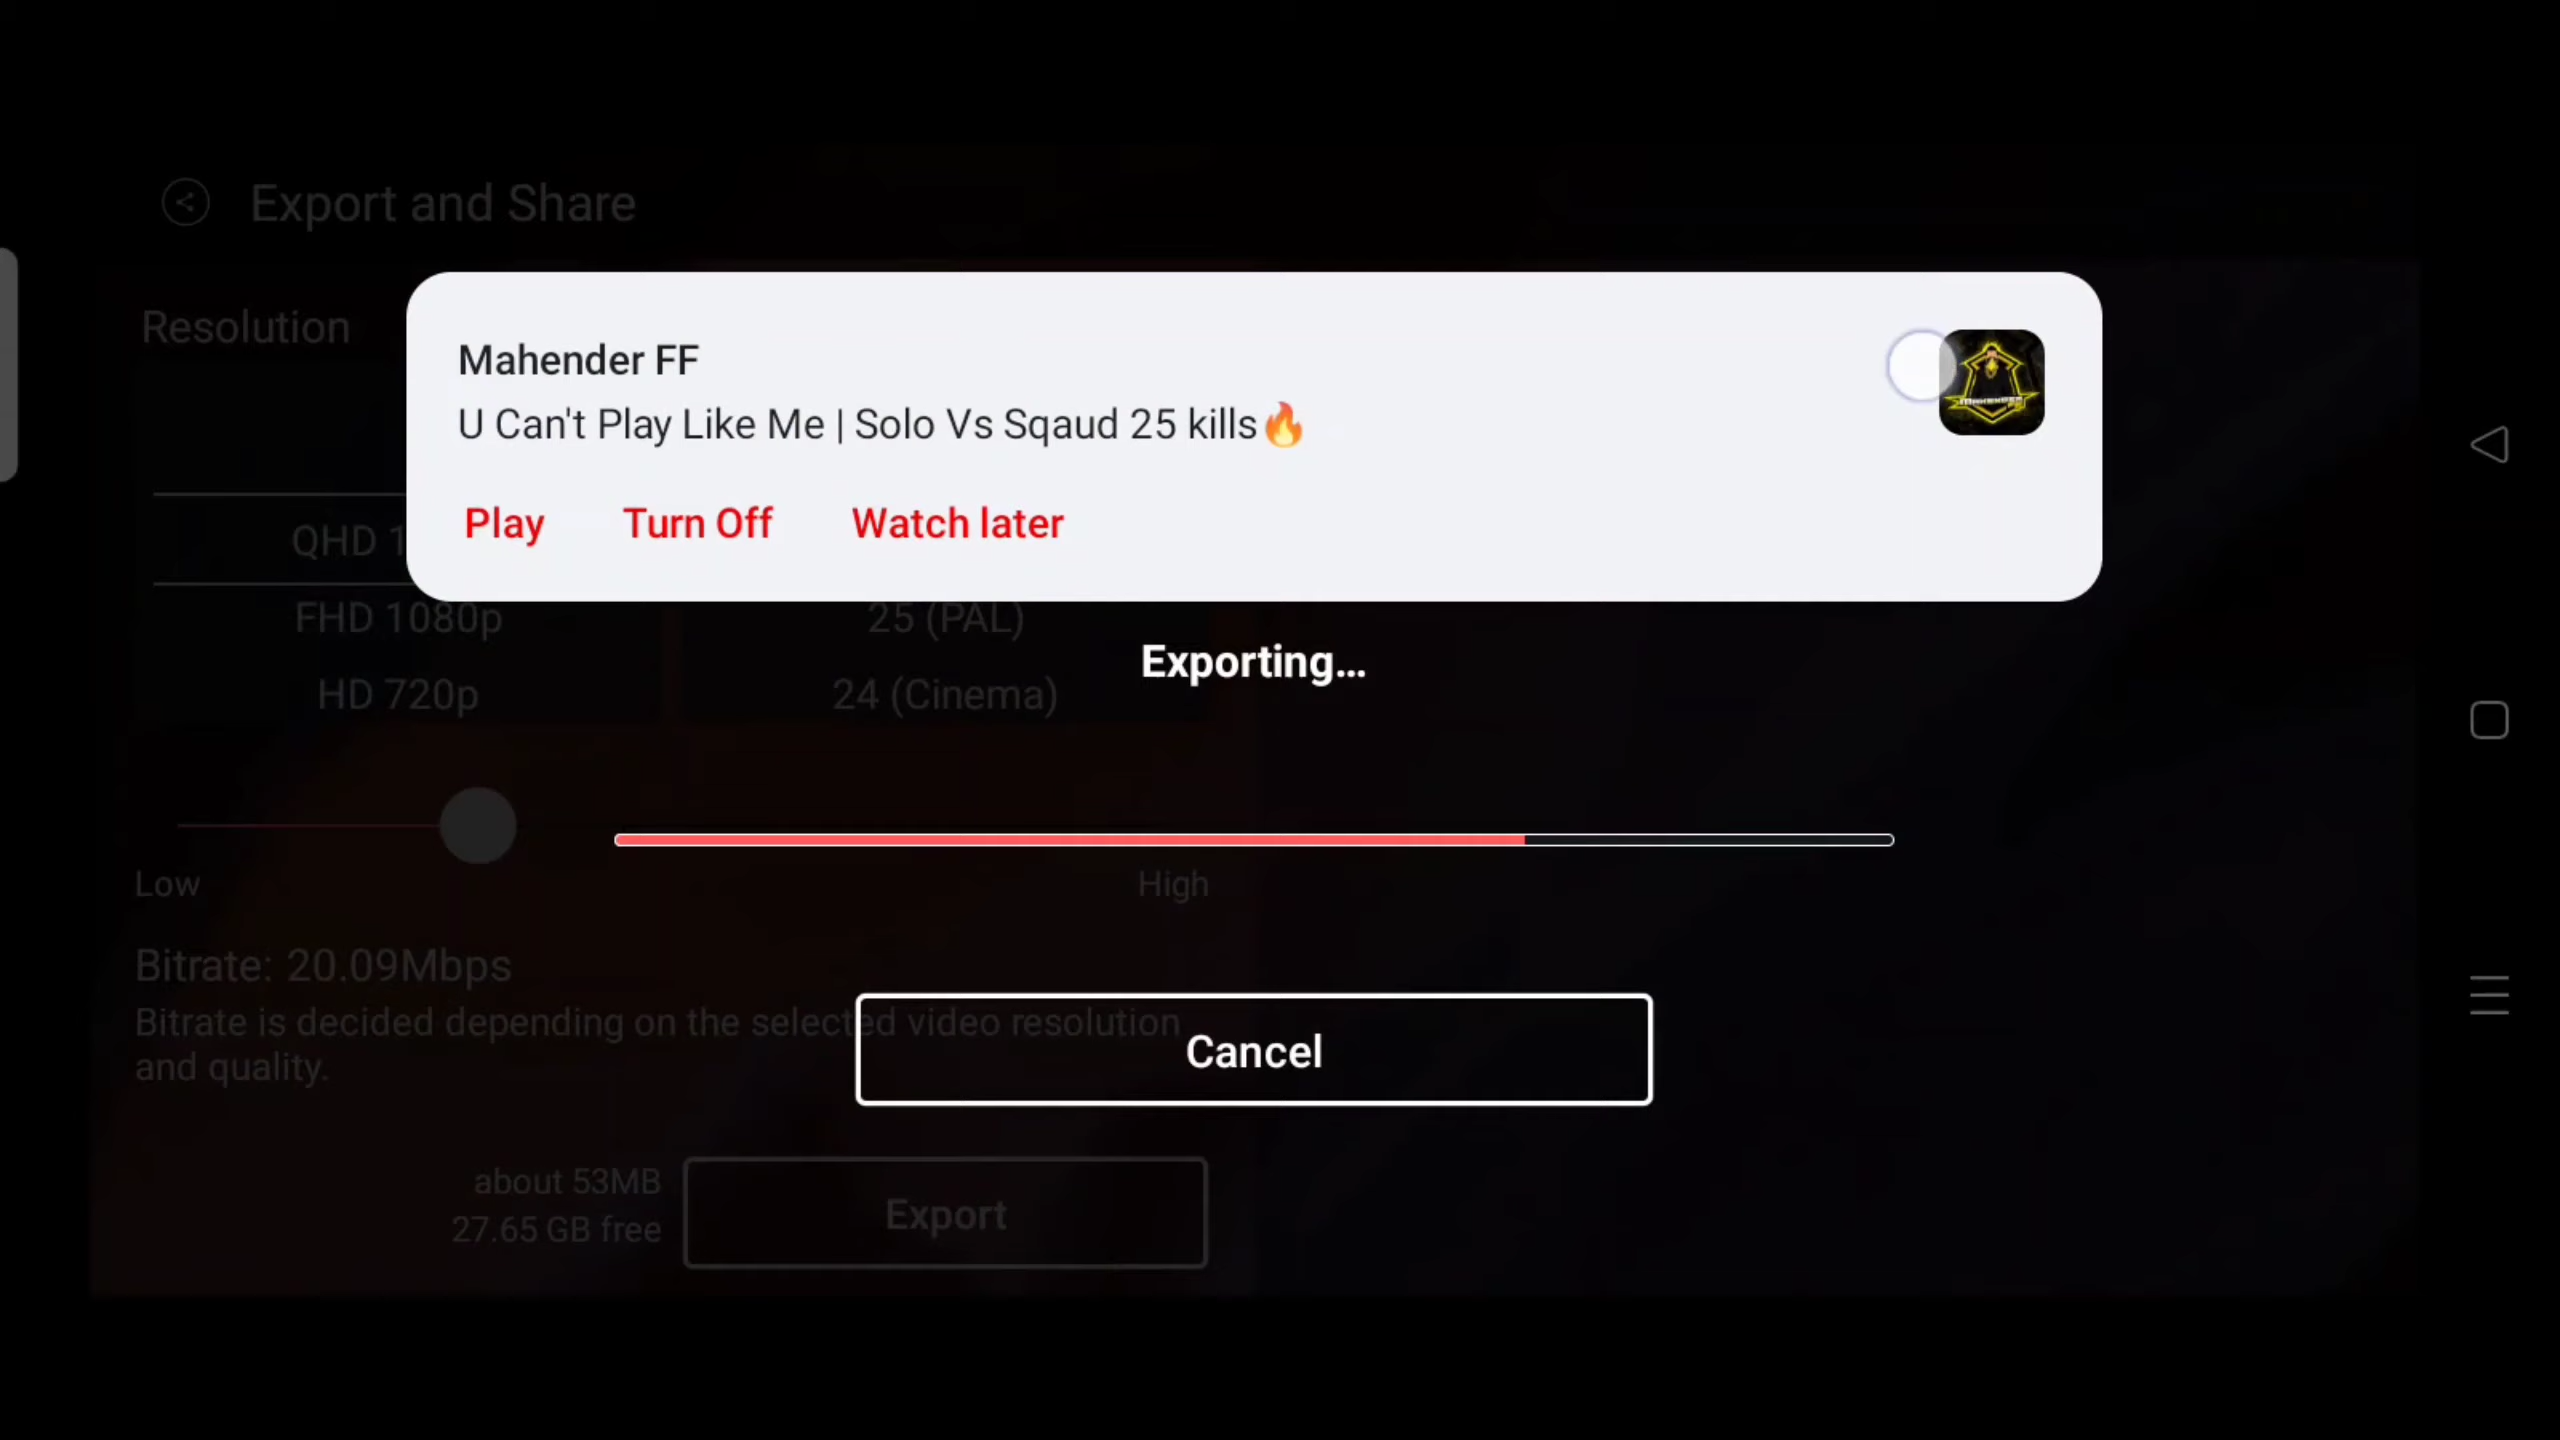 Export and Share
Resolution
Mahender FF
U Can't Play Like Me | Solo Vs Sqaud 25 kills🔥
Play Turn Off Watch later
QHD 1
FHD 1080p 25 (PAL)
HD 720p 24 (Cinema)
Exporting...
Low High
Bitrate: 20.09Mbps
Bitrate is decided depending on the selected video resolution
and quality.
Cancel
about 53MB
27.65 GB free
Export